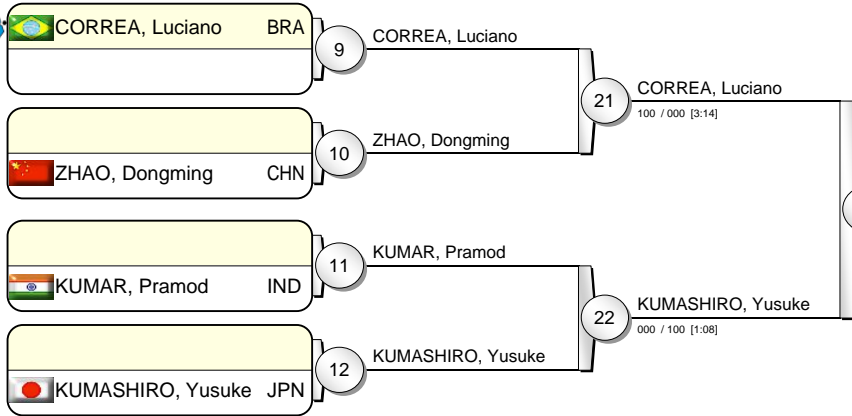 CORREA, Luciano BRA
9
CORREA, Luciano
21
CORREA, Luciano
100 / 000 [3:14]
10
ZHAO, Dongming
ZHAO, Dongming CHN
11
KUMAR, Pramod
KUMAR, Pramod IND
22
KUMASHIRO, Yusuke
000 / 100 [1:08]
12
KUMASHIRO, Yusuke
KUMASHIRO, Yusuke JPN